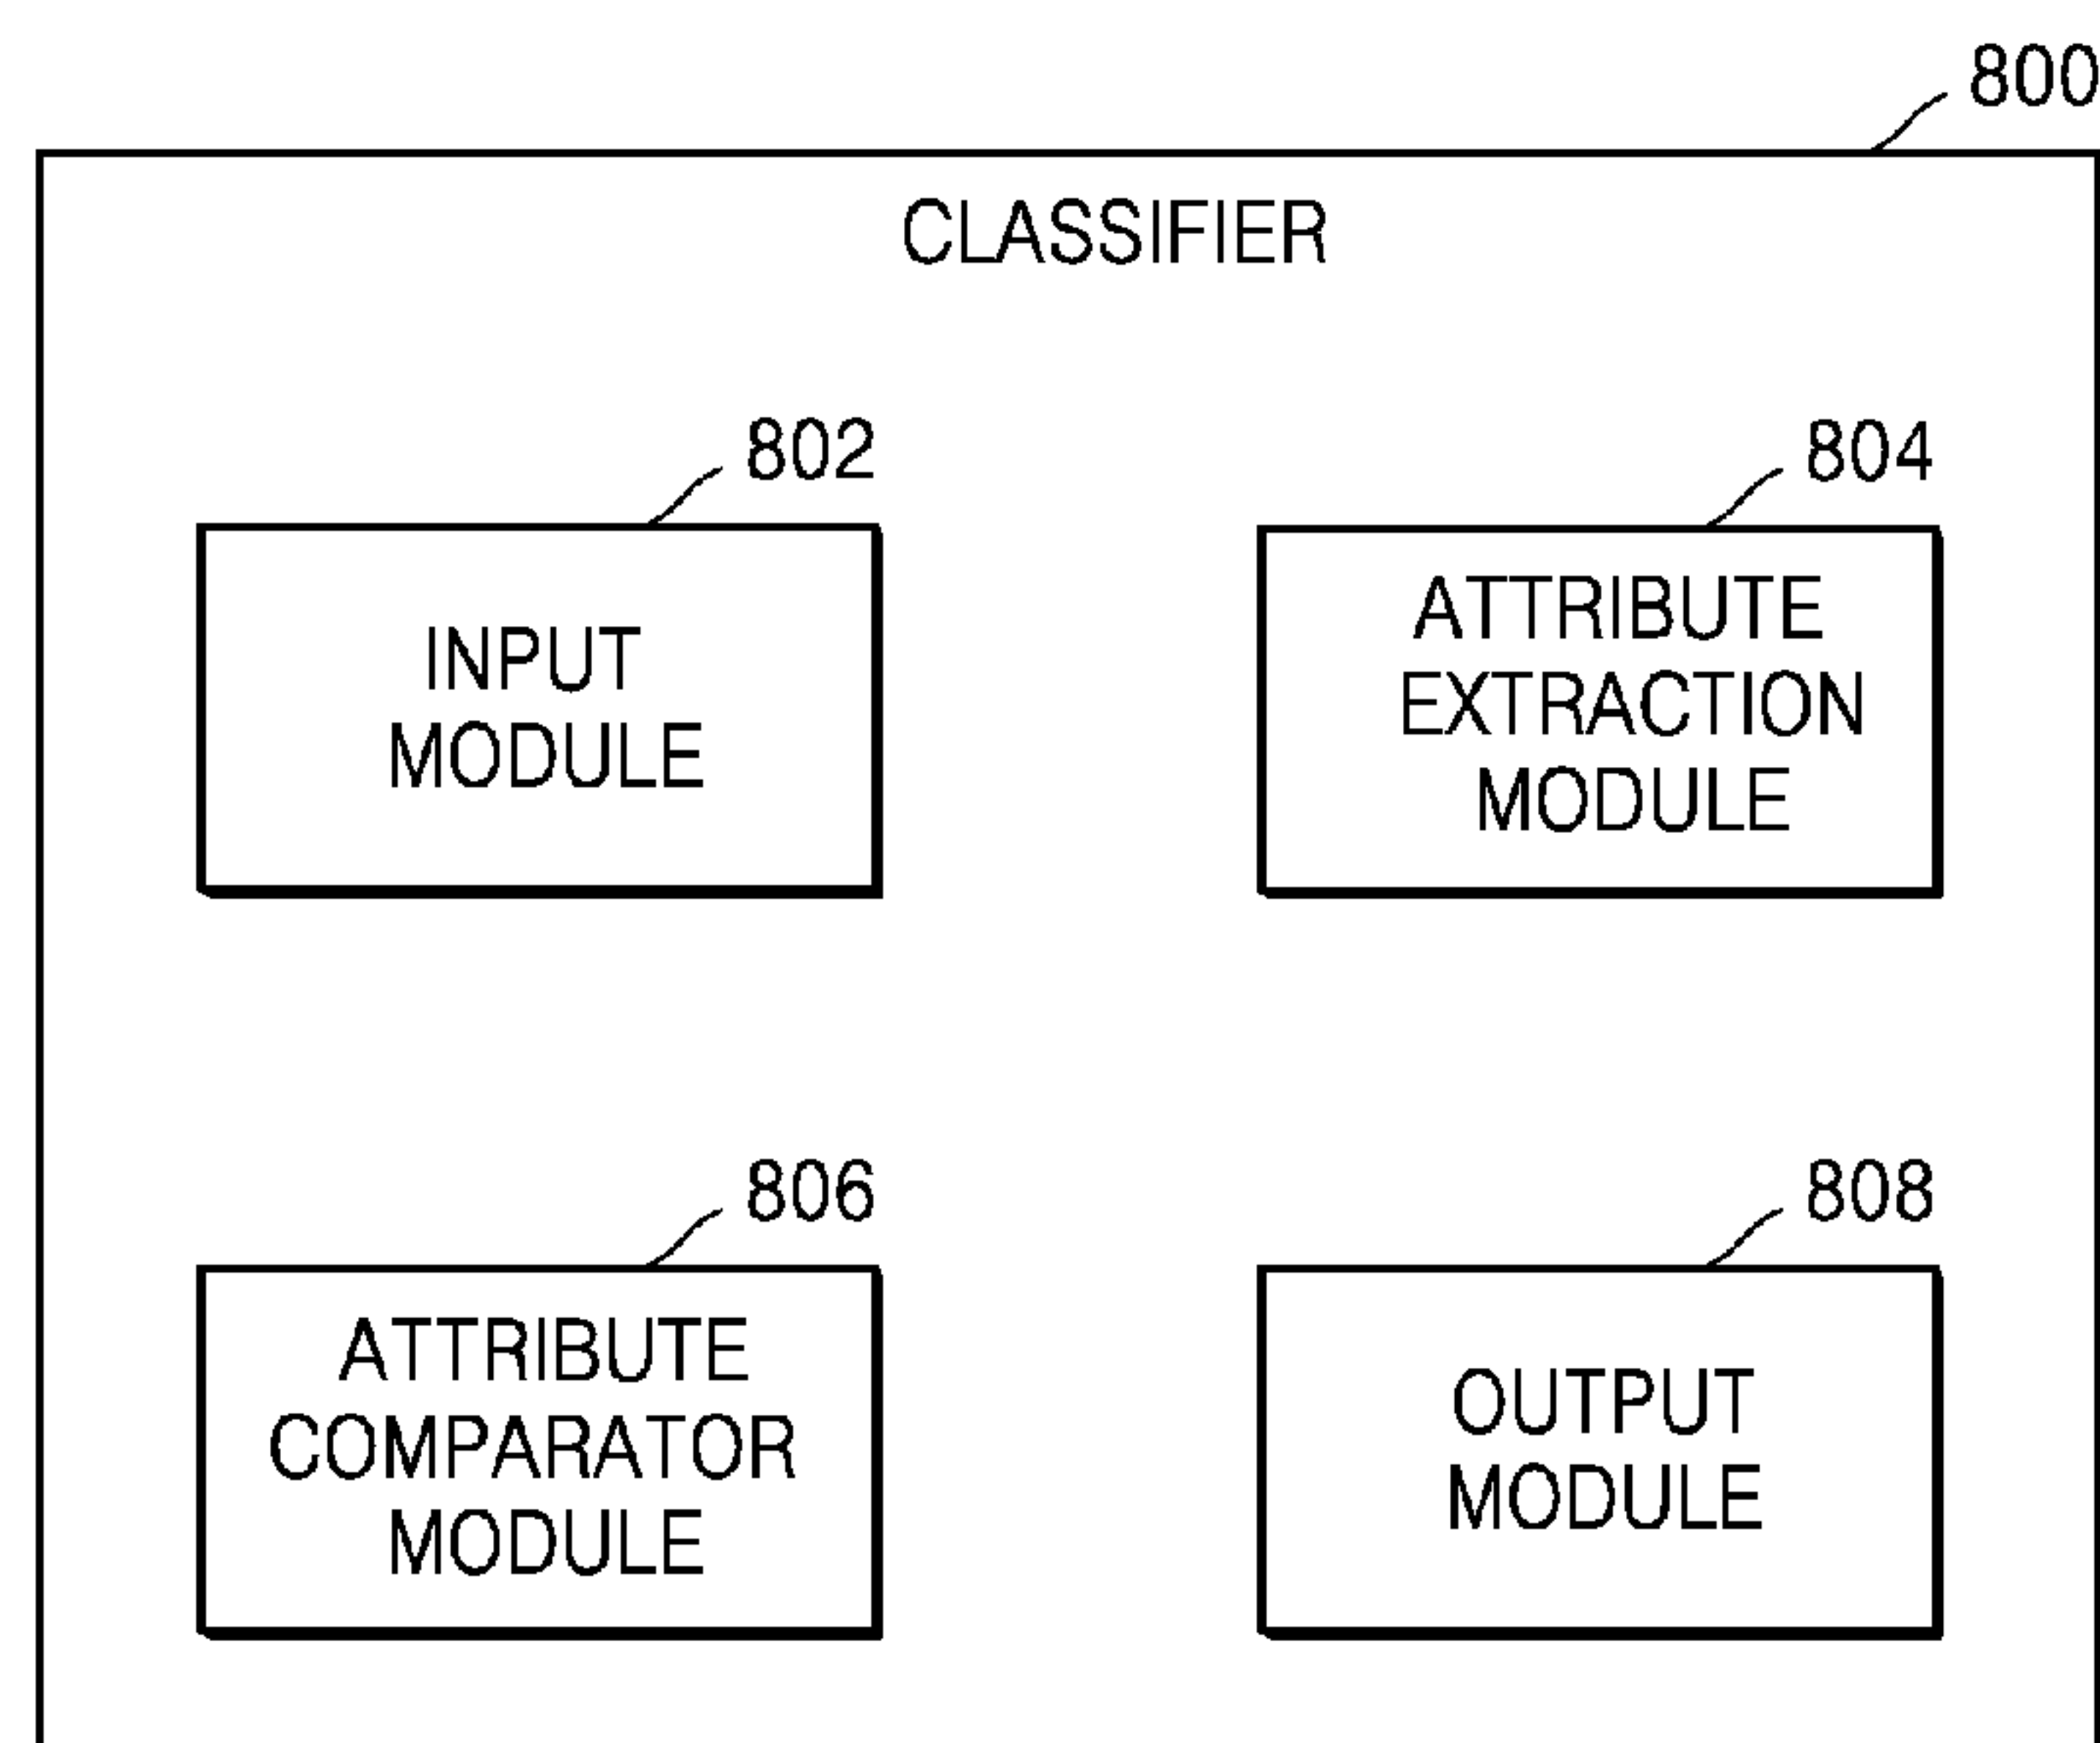 800
CLASSIFIER
802
INPUT
MODULE
804
ATTRIBUTE
EXTRACTION
MODULE
806
ATTRIBUTE
COMPARATOR
MODULE
808
OUTPUT
MODULE